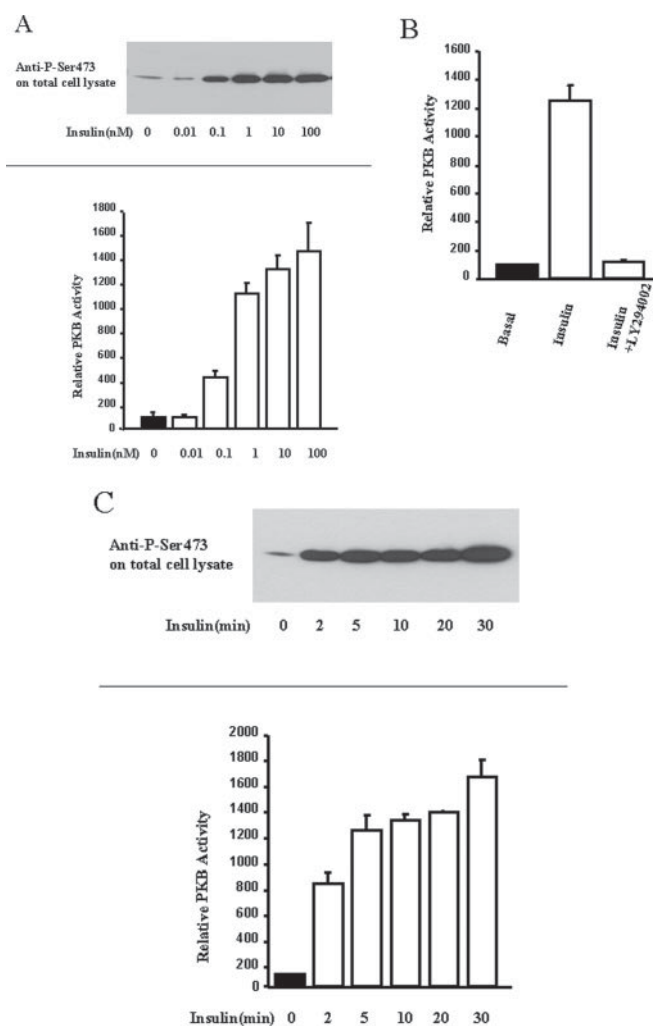 A
Anti-P-Ser473
on total cell lysate
Insulin(nM) 0 0.01 0.1 1 10 100
Relative PKB Activity
1800
1600
1400
1200
1000
800
600
400
200
0
Insulin(nM) 0 0.01 0.1 1 10 100
B
Relative PKB Activity
1600
1400
1200
1000
800
600
400
200
0
Basal
Insulin
Insulin
+LY294002
C
Anti-P-Ser473
on total cell lysate
Insulin(min) 0 2 5 10 20 30
Relative PKB Activity
2000
1800
1600
1400
1200
1000
800
600
400
200
0
Insulin(min) 0 2 5 10 20 30